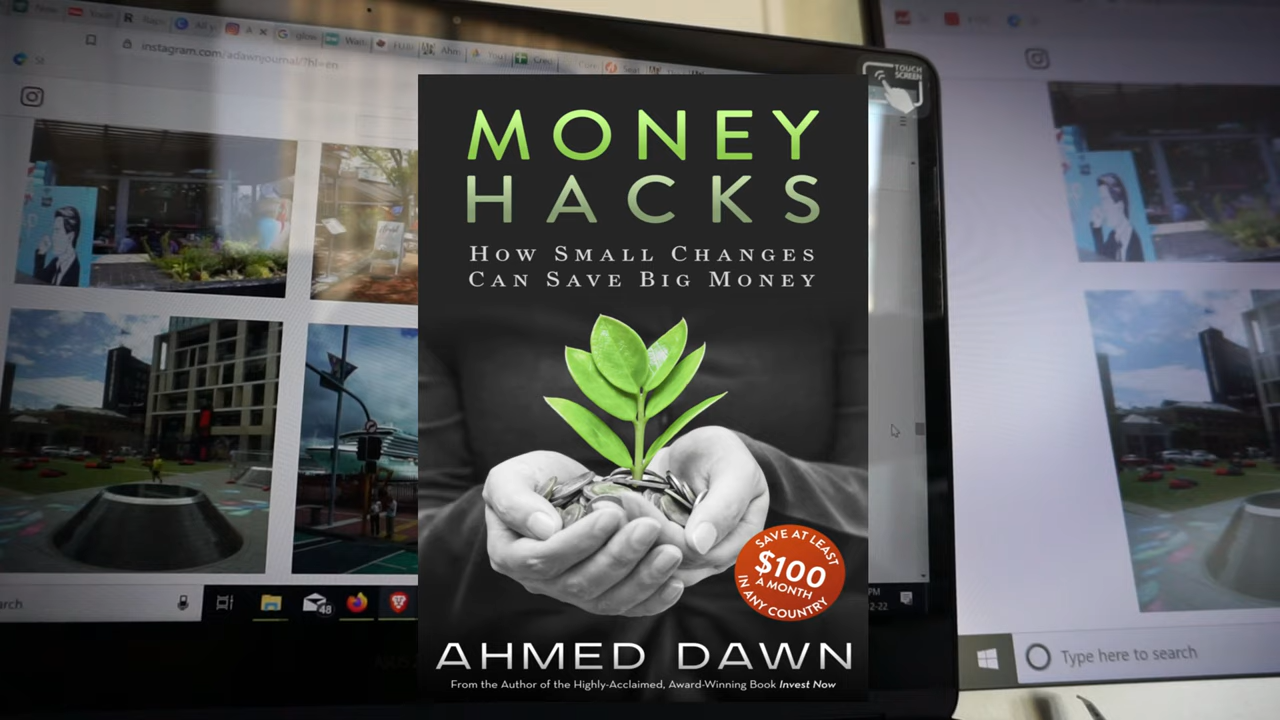 instagram.com/adawnjournal/?hl=en
TOUCH
SCREEN
MONEY
HACKS
HOW SMALL CHANGES
CAN SAVE BIG MONEY
SAVE AT LEAST
$100
A MONTH
IN ANY COUNTRY
AHMED DAWN
From the Author of the Highly-Acclaimed, Award-Winning Book Invest Now
48
Type here to search